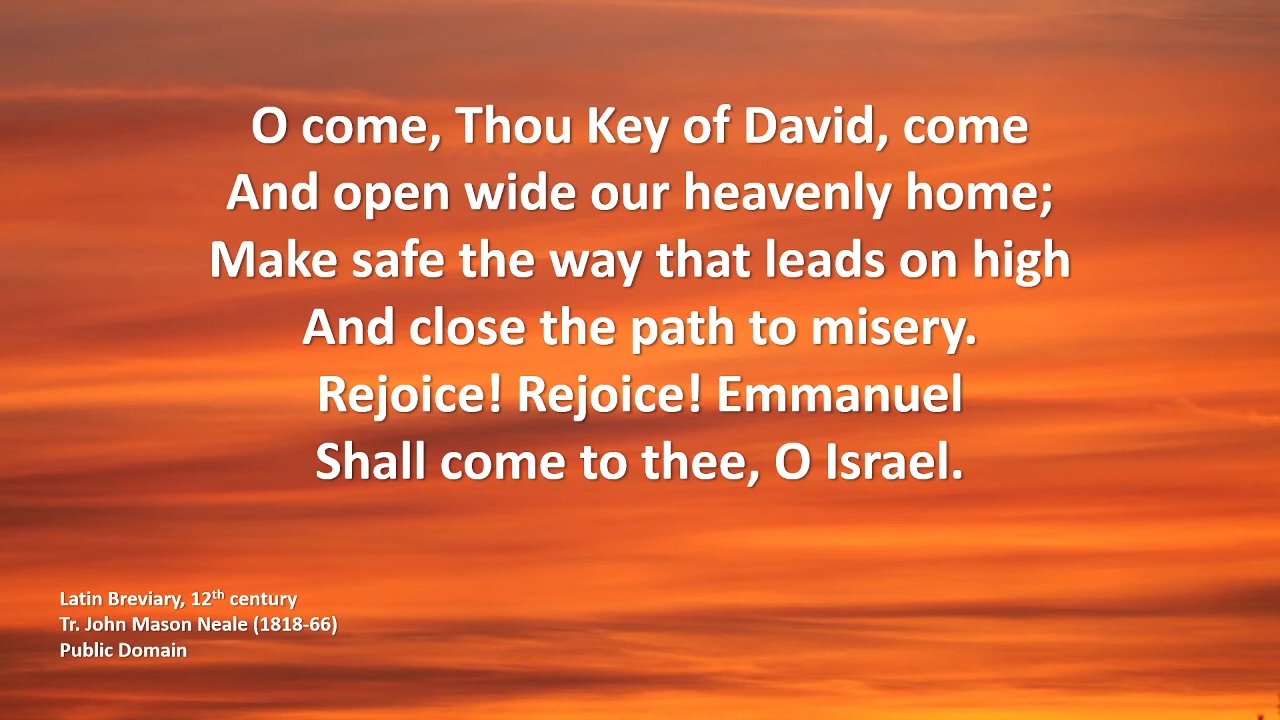 O come, Thou Key of David, come
And open wide our heavenly home;
Make safe the way that leads on high
And close the path to misery.
Rejoice! Rejoice! Emmanuel
Shall come to thee, O Israel.
Latin Breviary, 12th century
Tr. John Mason Neale (1818-66)
Public Domain